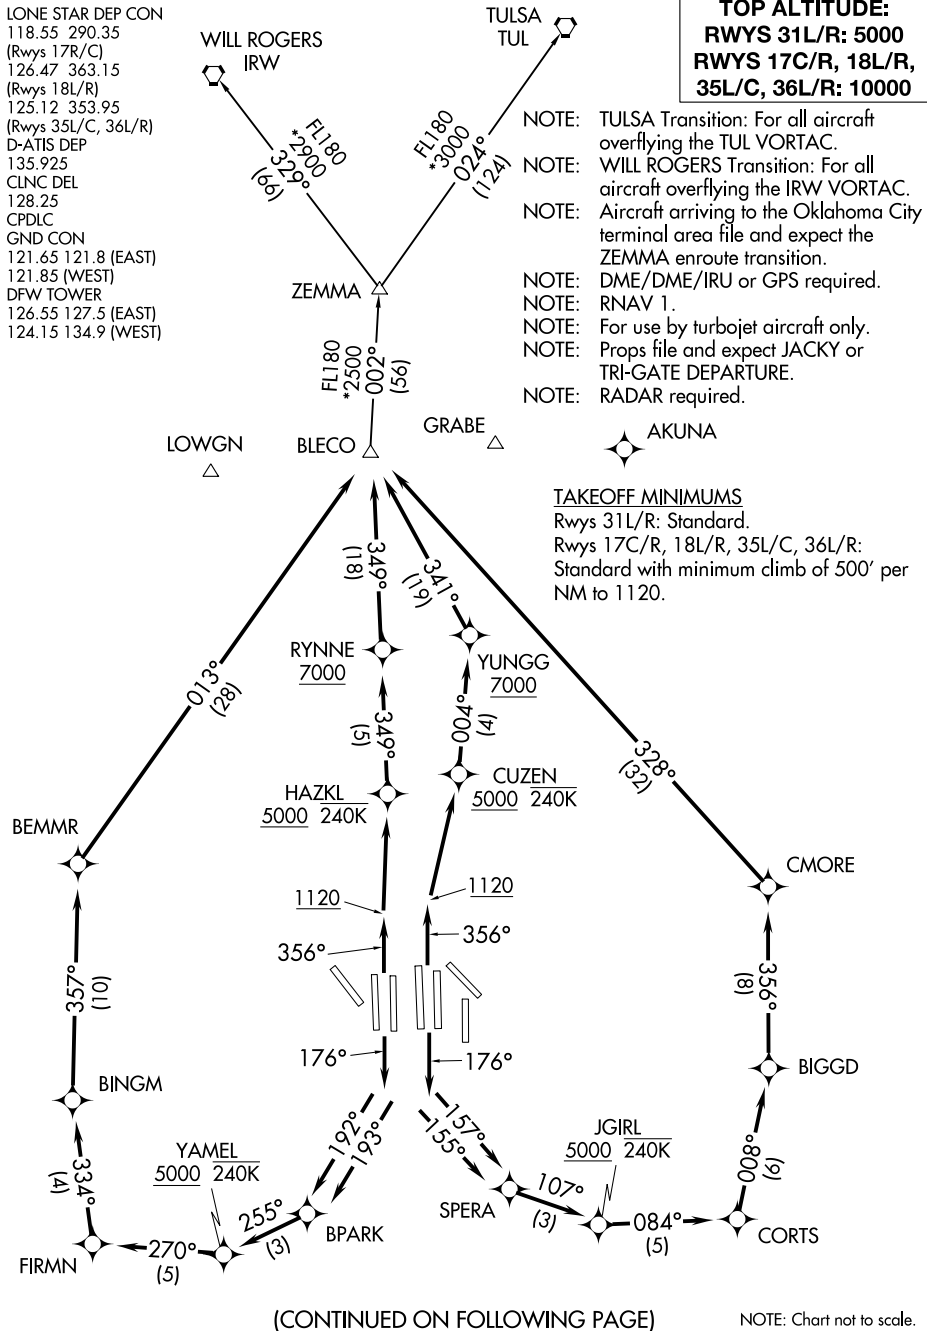 LONE STAR DEP CON
118.55 290.35
(Rwys 17R/C)
126.47 363.15
(Rwys 18L/R)
125.12 353.95
(Rwys 35L/C, 36L/R)
D-ATIS DEP
135.925
CLNC DEL
128.25
CPDLC
GND CON
121.65 121.8 (EAST)
121.85 (WEST)
DFW TOWER
126.55 127.5 (EAST)
124.15 134.9 (WEST)
WILL ROGERS
IRW
TULSA
TUL
TOP ALTITUDE:
RWYS 31L/R: 5000
RWYS 17C/R, 18L/R,
35L/C, 36L/R: 10000
NOTE: TULSA Transition: For all aircraft
overflying the TUL VORTAC.
NOTE: WILL ROGERS Transition: For all
aircraft overflying the IRW VORTAC.
NOTE: Aircraft arriving to the Oklahoma City
terminal area file and expect the
ZEMMA enroute transition.
NOTE: DME/DME/IRU or GPS required.
NOTE: RNAV 1.
NOTE: For use by turbojet aircraft only.
NOTE: Props file and expect JACKY or
TRI-GATE DEPARTURE.
NOTE: RADAR required.
FL180
*2900
329°
(66)
FL180
*3000
024°
(124)
ZEMMA
FL180
*2500
002°
(56)
LOWGN
BLECO
GRABE
AKUNA
TAKEOFF MINIMUMS
Rwys 31L/R: Standard.
Rwys 17C/R, 18L/R, 35L/C, 36L/R:
Standard with minimum climb of 500' per
NM to 1120.
349°
(18)
341°
(19)
RYNNE
7000
YUNGG
7000
013°
(28)
349°
(5)
004°
(4)
328°
(32)
HAZKL
5000 240K
CUZEN
5000 240K
BEMMR
CMORE
1120
1120
356°
356°
357°
(10)
356°
(8)
176°
176°
BINGM
BIGGD
192°
193°
157°
155°
YAMEL
5000 240K
JGIRL
5000 240K
334°
(4)
008°
(6)
255°
(3)
BPARK
SPERA
107°
(3)
084°
(5)
CORTS
FIRMN
270°
(5)
(CONTINUED ON FOLLOWING PAGE)
NOTE: Chart not to scale.